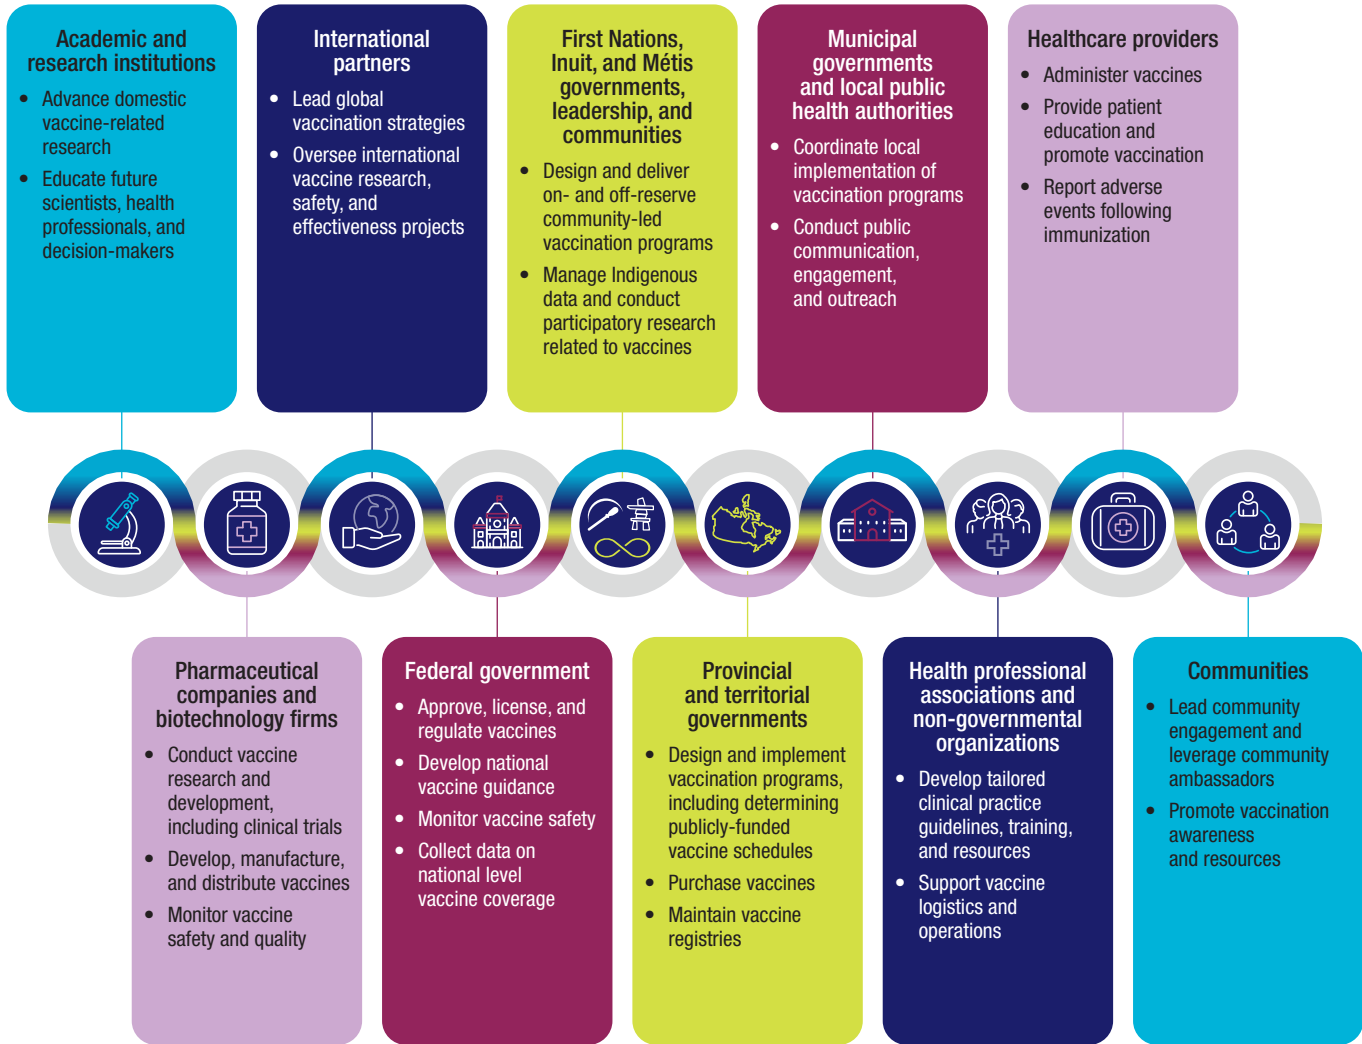 Academic and
research institutions
• Advance domestic
vaccine-related
research
• Educate future
scientists, health
professionals, and
decision-makers
International
partners
• Lead global
vaccination strategies
• Oversee international
vaccine research,
safety, and
effectiveness projects
First Nations,
Inuit, and Métis
governments,
leadership, and
communities
• Design and deliver
on- and off-reserve
community-led
vaccination programs
• Manage Indigenous
data and conduct
participatory research
related to vaccines
Municipal
governments
and local public
health authorities
• Coordinate local
implementation of
vaccination programs
• Conduct public
communication,
engagement,
and outreach
Healthcare providers
• Administer vaccines
• Provide patient
education and
promote vaccination
• Report adverse
events following
immunization
Pharmaceutical
companies and
biotechnology firms
• Conduct vaccine
research and
development,
including clinical trials
• Develop, manufacture,
and distribute vaccines
• Monitor vaccine
safety and quality
Federal government
• Approve, license, and
regulate vaccines
• Develop national
vaccine guidance
• Monitor vaccine safety
• Collect data on
national level
vaccine coverage
Provincial
and territorial
governments
• Design and implement
vaccination programs,
including determining
publicly-funded
vaccine schedules
• Purchase vaccines
• Maintain vaccine
registries
Health professional
associations and
non-governmental
organizations
• Develop tailored
clinical practice
guidelines, training,
and resources
• Support vaccine
logistics and
operations
Communities
• Lead community
engagement and
leverage community
ambassadors
• Promote vaccination
awareness
and resources